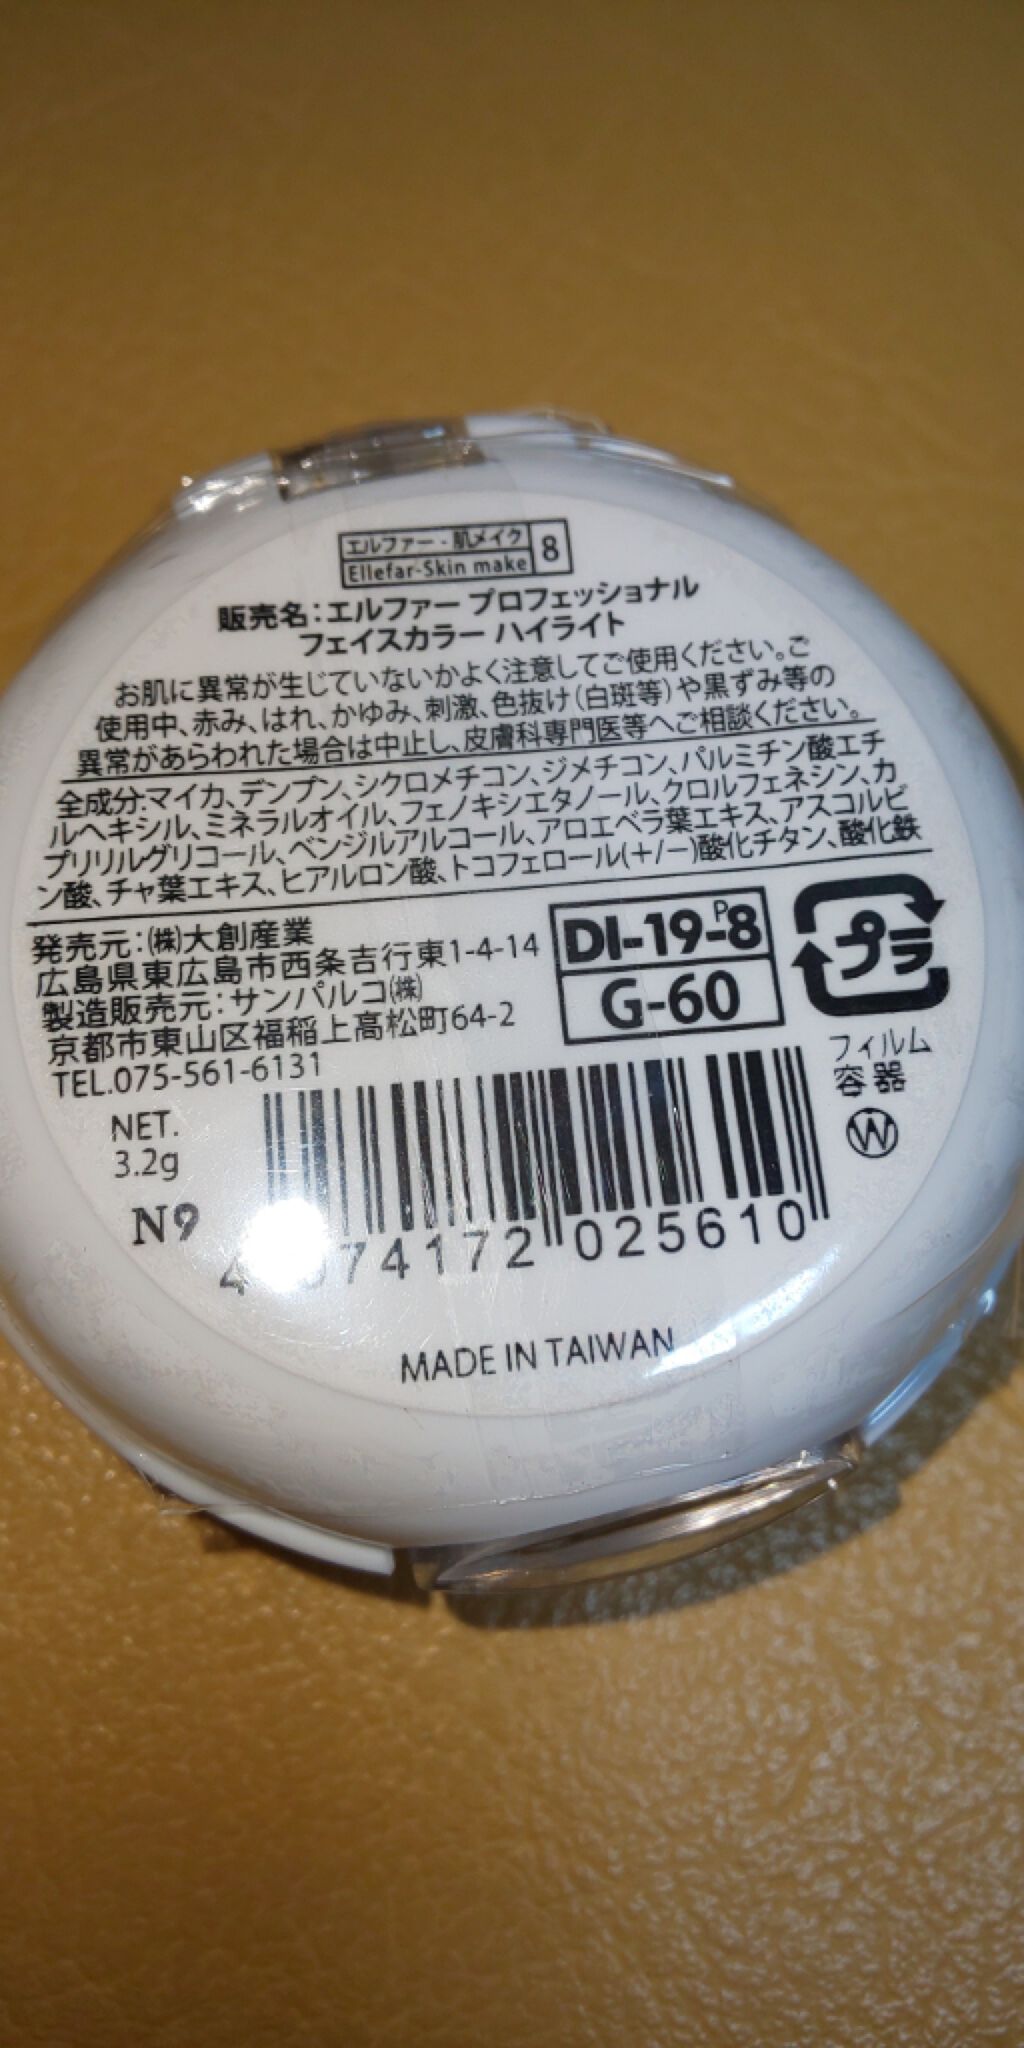 エルファー・肌メイク 8
Ellefar-Skin make
販売名:エルファー プロフェッショナル
フェイスカラー ハイライト
お肌に異常が生じていないかよく注意してご使用ください。ご
使用中、赤み、はれ、かゆみ、刺激、色抜け(白斑等)や黒ずみ等の
異常があらわれた場合は中止し、皮膚科専門医等へご相談ください。
全成分:マイカ、デンプン、シクロメチコン、ジメチコン、パルミチン酸エチ
ルヘキシル、ミネラルオイル、フェノキシエタノール、クロルフェネシン、カ
プリリルグリコール、ベンジルアルコール、アロエベラ葉エキス、アスコルビ
ン酸、チャ葉エキス、ヒアルロン酸、トコフェロール(+/-)酸化チタン、酸化鉄
発売元:㈱大創産業
広島県東広島市西条吉行東1-4-14
製造販売元:サンパルコ㈱
京都市東山区福稲上高松町64-2
TEL.075-561-6131
DI-19-P-8
G-60
プラ
フィルム
容器
W
NET.
3.2g
N9
4 74172 025610
MADE IN TAIWAN